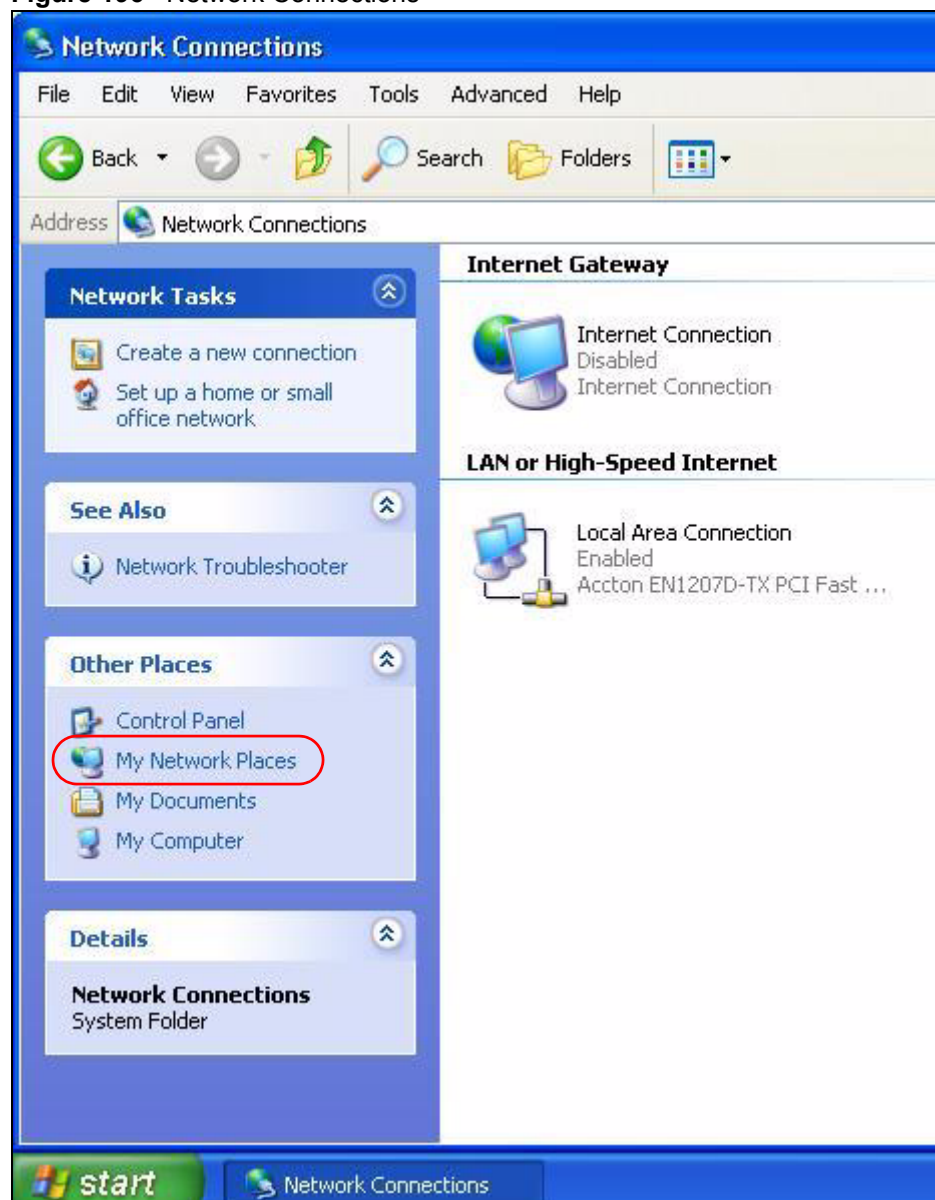 Network Connections
Network Connections
File Edit View Favorites Tools Advanced Help
Back Search Folders
Address Network Connections
Network Tasks
Create a new connection
Set up a home or small
office network
See Also
Network Troubleshooter
Other Places
Control Panel
My Network Places
My Documents
My Computer
Details
Network Connections
System Folder
Internet Gateway
Internet Connection
Disabled
Internet Connection
LAN or High-Speed Internet
Local Area Connection
Enabled
Accton EN1207D-TX PCI Fast ...
start Network Connections